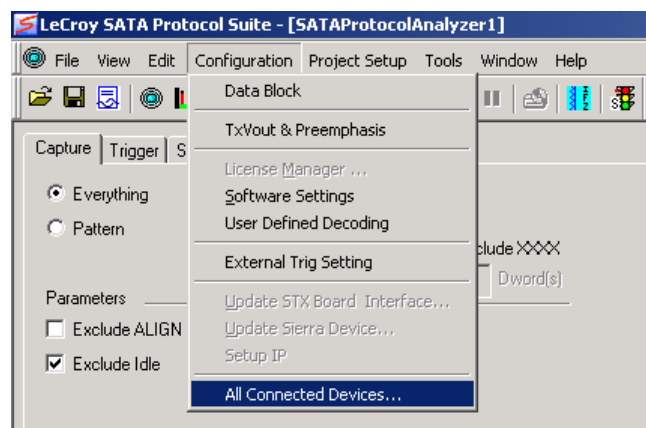 LeCroy SATA Protocol Suite - [SATAProtocolAnalyzer1]
File View Edit Configuration Project Setup Tools Window Help
Data Block
TxVout & Preemphasis
Capture Trigger S
License Manager ...
Everything
Software Settings
Pattern
User Defined Decoding
clude XXXX
External Trig Setting
Dword(s)
Parameters
Update STX Board Interface...
Exclude ALIGN
Update Sierra Device...
Setup IP
Exclude Idle
All Connected Devices...